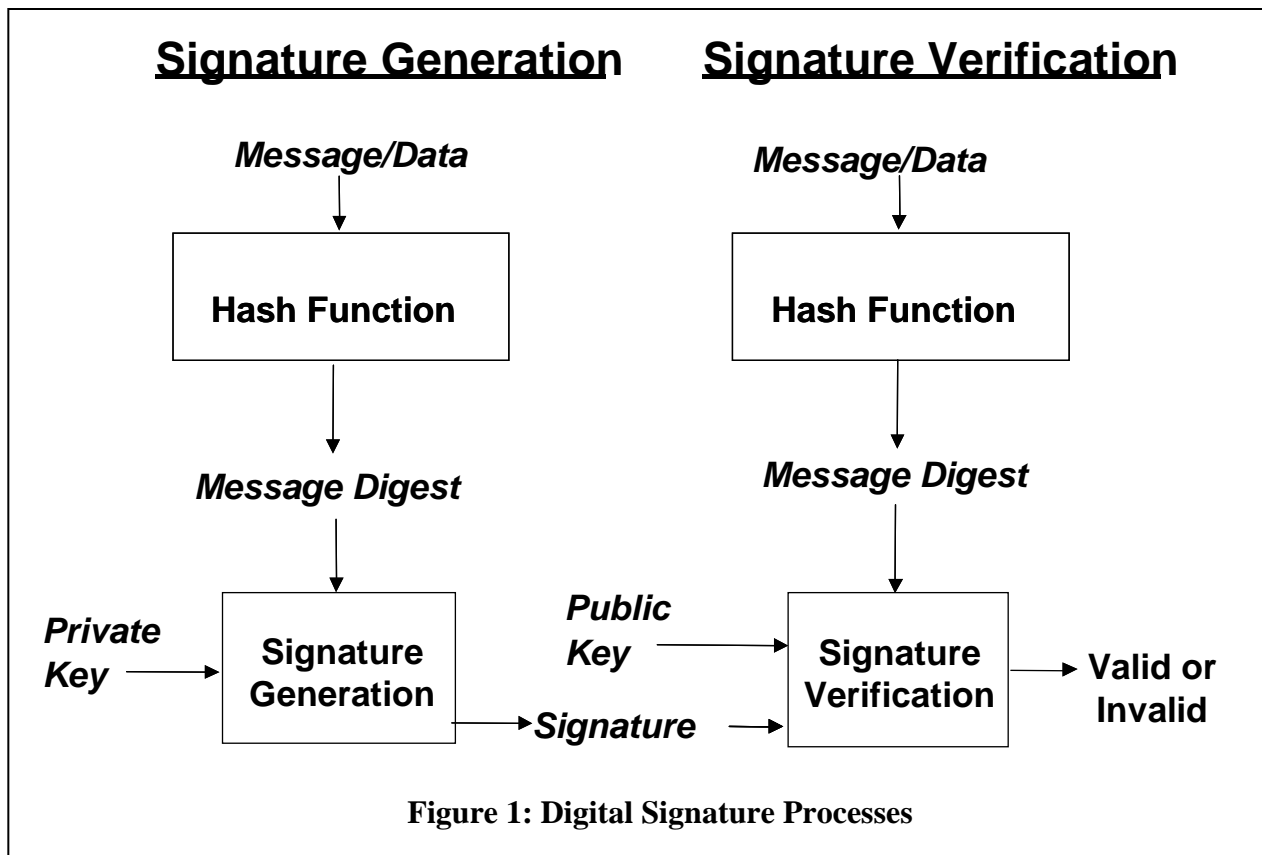 Signature Generation
Signature Verification
Message/Data
Message/Data
Hash Function
Hash Function
Message Digest
Message Digest
Private
Key
Signature
Generation
Public
Key
Signature
Signature
Verification
Valid or
Invalid
Figure 1: Digital Signature Processes